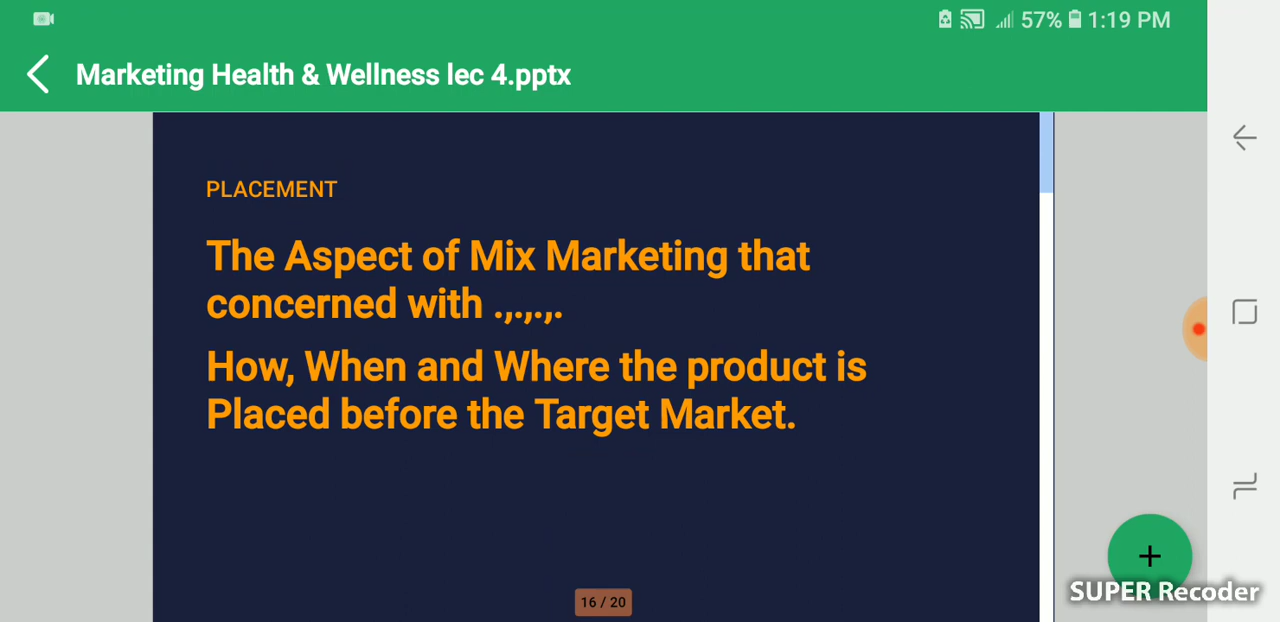 57% 1:19 PM
Marketing Health & Wellness lec 4.pptx
PLACEMENT
The Aspect of Mix Marketing that
concerned with .,.,.,.
How, When and Where the product is
Placed before the Target Market.
16 / 20
SUPER Recoder